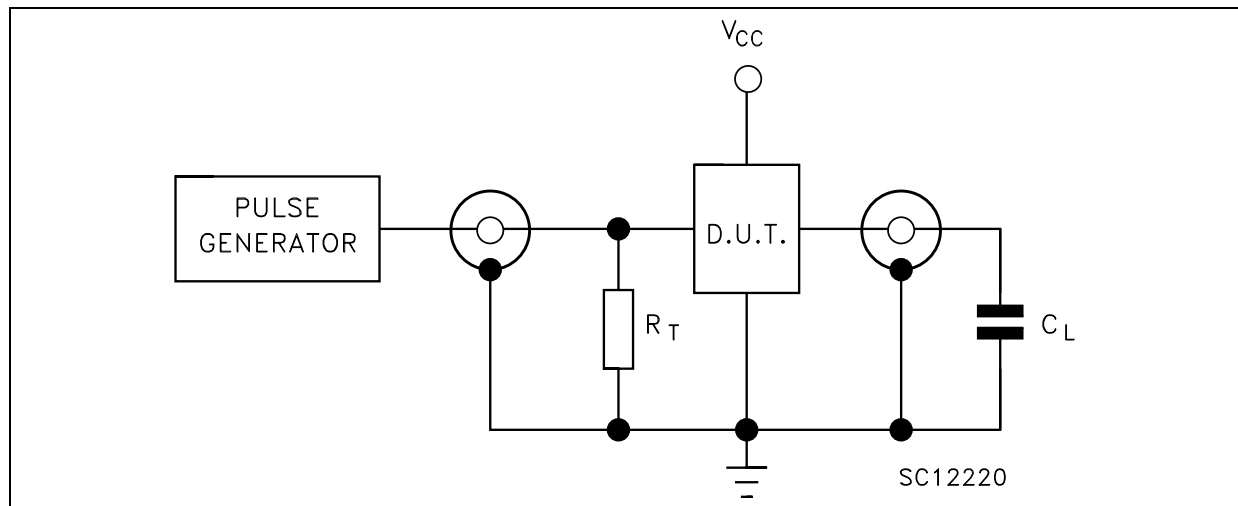 VCC
PULSE
GENERATOR
D.U.T.
RT
CL
SC12220